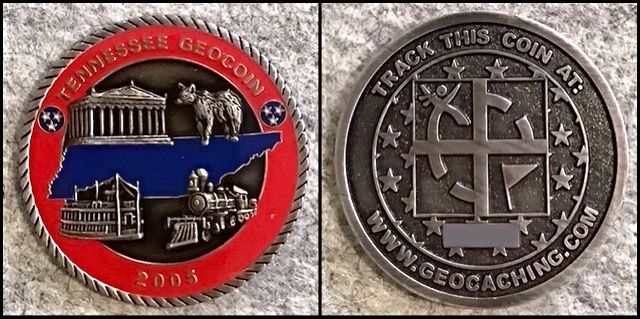 TENNESSEE GEOCOIN
2005
TRACK THIS COIN AT:
WWW.GEOCACHING.COM